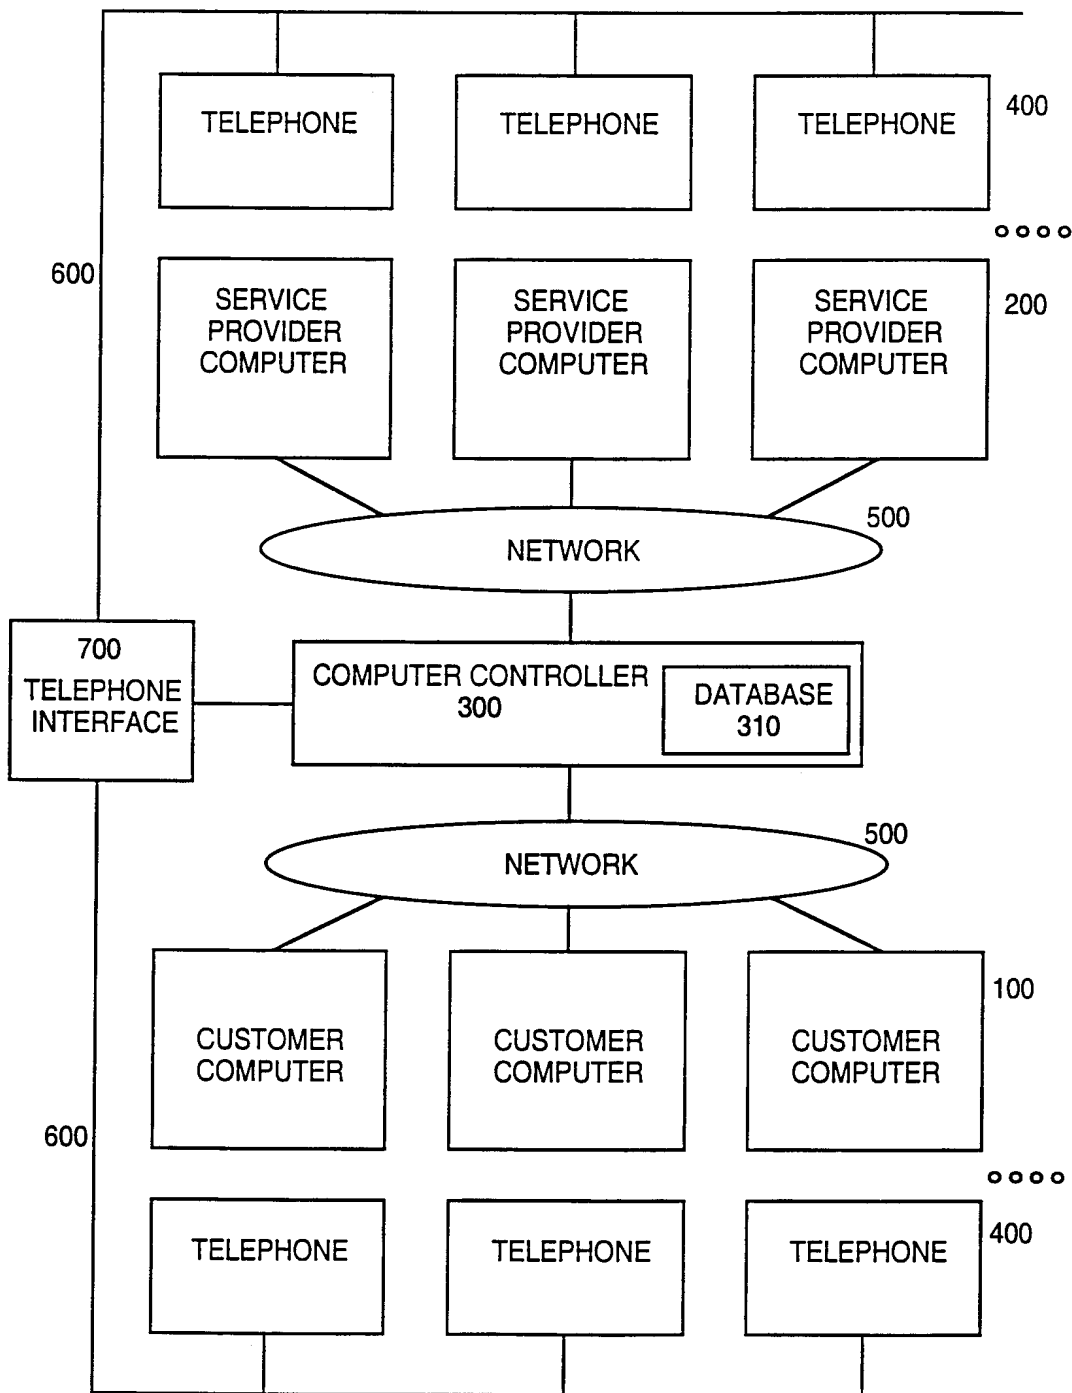 TELEPHONE TELEPHONE TELEPHONE 400
600
SERVICE PROVIDER COMPUTER
SERVICE PROVIDER COMPUTER
SERVICE PROVIDER COMPUTER
200
500
NETWORK
700
TELEPHONE
INTERFACE
COMPUTER CONTROLLER
300
DATABASE
310
500
NETWORK
CUSTOMER
COMPUTER
CUSTOMER
COMPUTER
CUSTOMER
COMPUTER
100
600
TELEPHONE TELEPHONE TELEPHONE 400